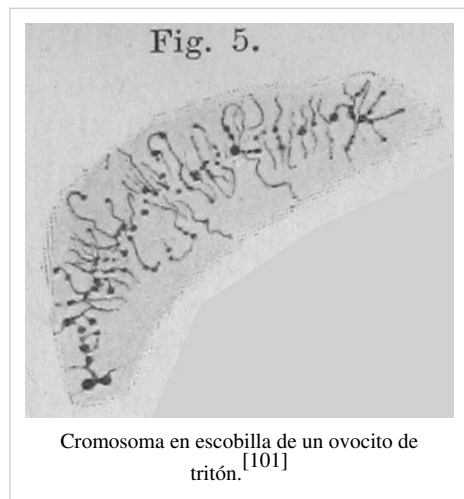 Fig. 5.
Cromosoma en escobilla de un ovocito de
tritón.[101]